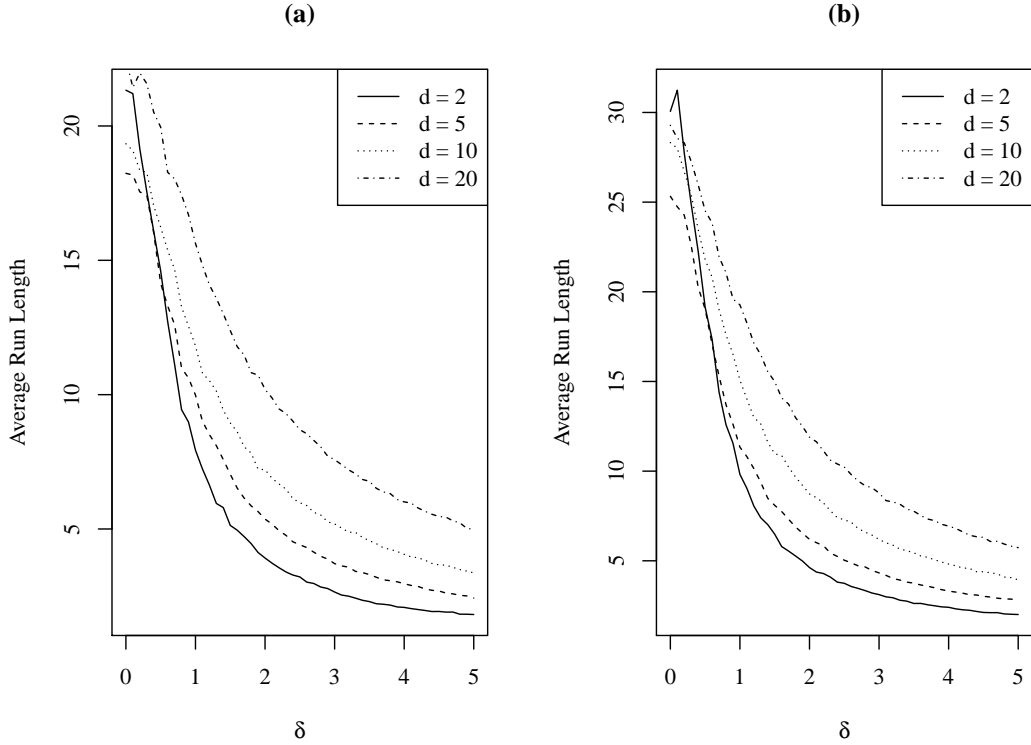 (a)
Average Run Length
20
15
10
5
0 1 2 3 4 5
δ
d = 2
d = 5
d = 10
d = 20
(b)
Average Run Length
30
25
20
15
10
5
0 1 2 3 4 5
δ
d = 2
d = 5
d = 10
d = 20